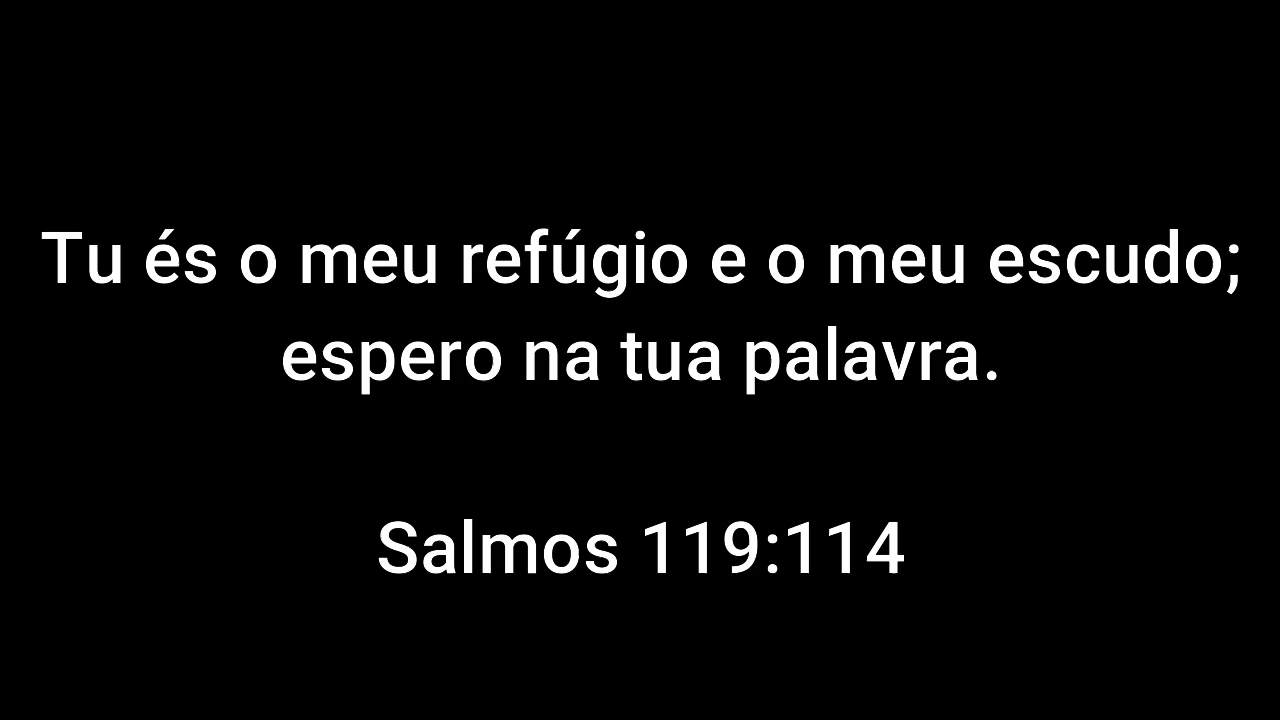 Tu és o meu refúgio e o meu escudo;
espero na tua palavra.
Salmos 119:114